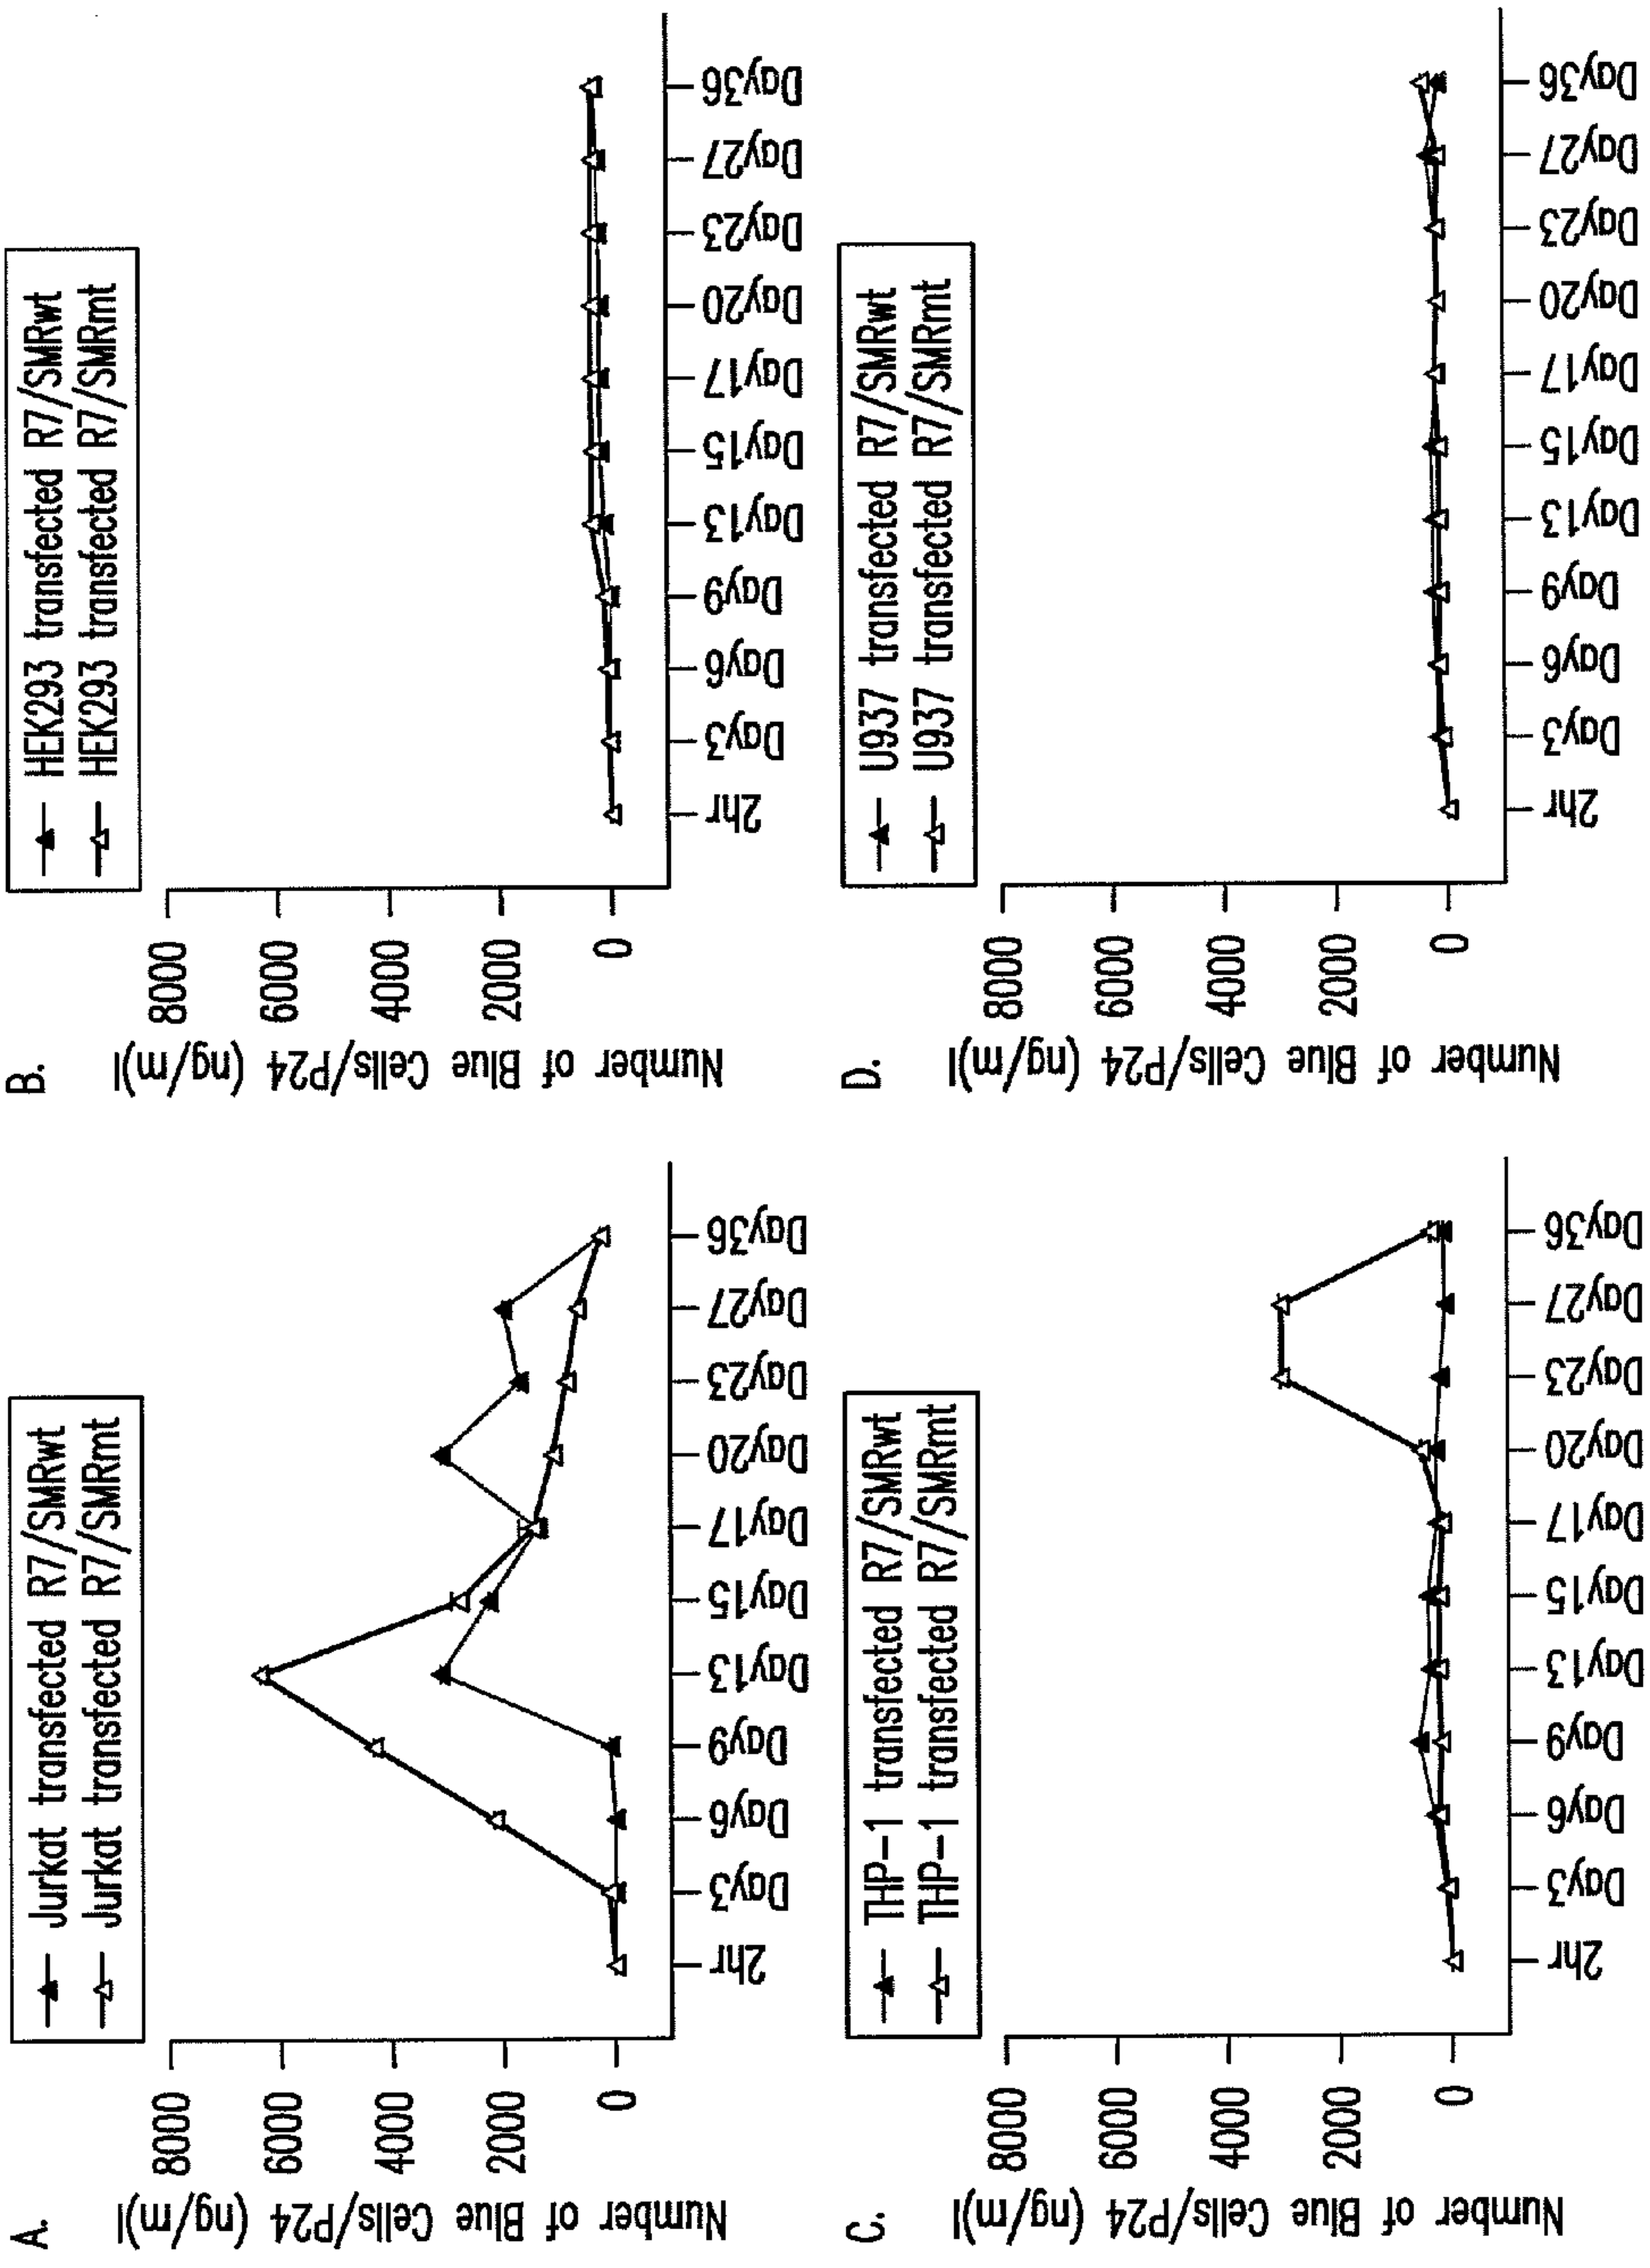 A.
Jurkat transfected R7/SMRwt
Jurkat transfected R7/SMRmt
Number of Blue Cells/P24 (ng/m)l
8000
6000
4000
2000
0
2hr
Day3
Day6
Day9
Day13
Day15
Day17
Day20
Day23
Day27
Day36
B.
HEK293 transfected R7/SMRwt
HEK293 transfected R7/SMRmt
Number of Blue Cells/P24 (ng/m)l
8000
6000
4000
2000
0
2hr
Day3
Day6
Day9
Day13
Day15
Day17
Day20
Day23
Day27
Day36
C.
THP-1 transfected R7/SMRwt
THP-1 transfected R7/SMRmt
Number of Blue Cells/P24 (ng/m)l
8000
6000
4000
2000
0
2hr
Day3
Day6
Day9
Day13
Day15
Day17
Day20
Day23
Day27
Day36
D.
U937 transfected R7/SMRwt
U937 transfected R7/SMRmt
Number of Blue Cells/P24 (ng/m)l
8000
6000
4000
2000
0
2hr
Day3
Day6
Day9
Day13
Day15
Day17
Day20
Day23
Day27
Day36